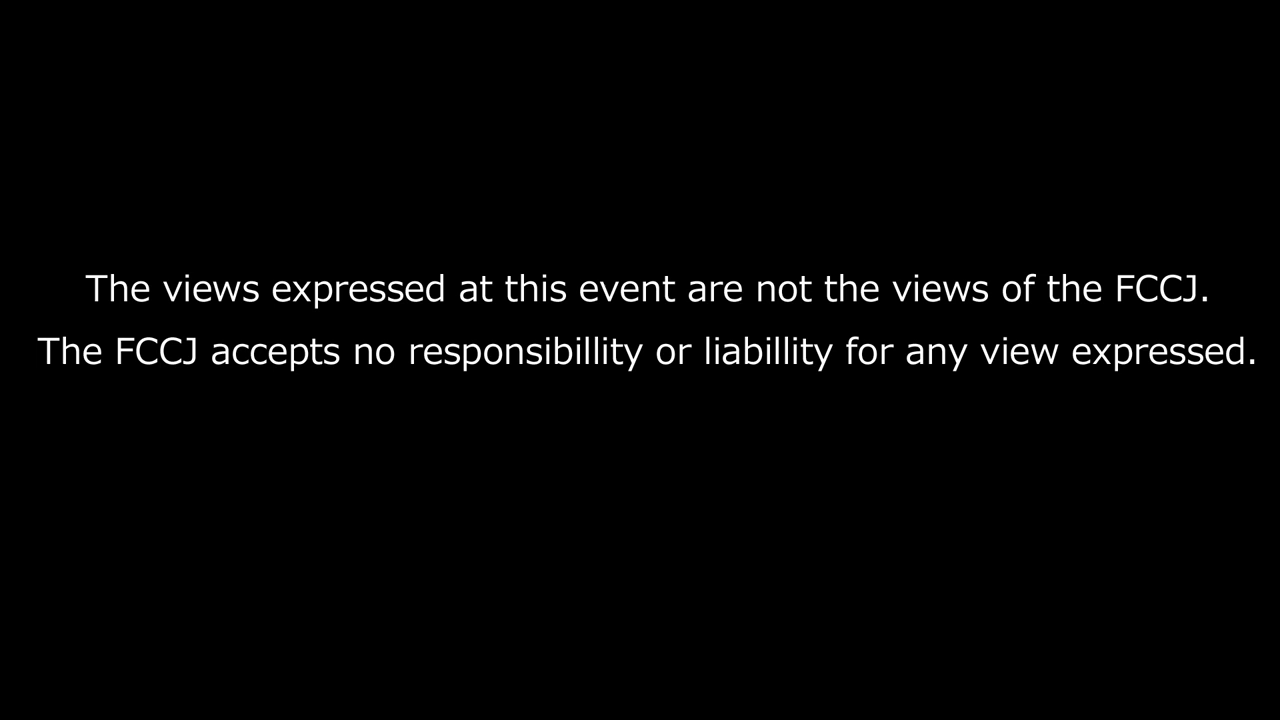 The views expressed at this event are not the views of the FCCJ.
The FCCJ accepts no responsibillity or liabillity for any view expressed.